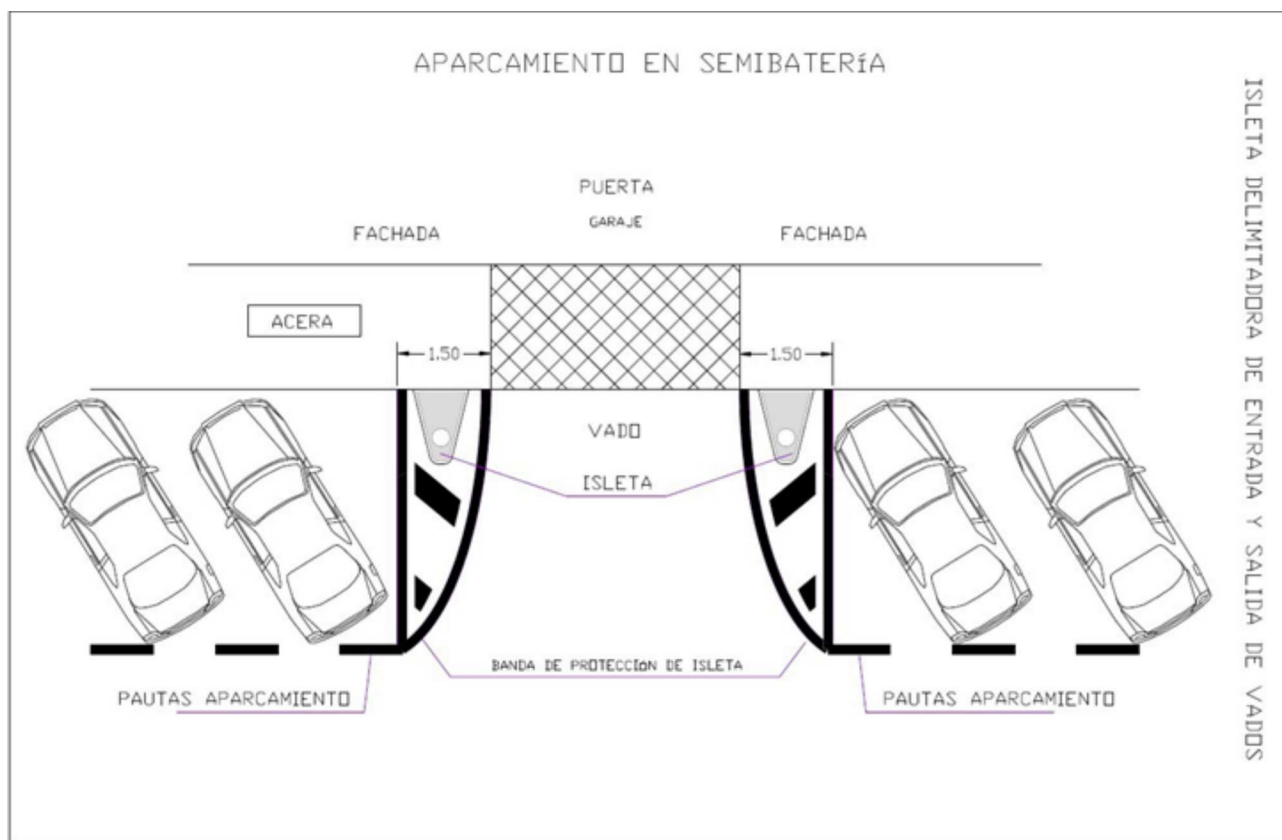 APARCAMIENTO EN SEMIBATERíA
PUERTA
GARAJE
FACHADA
FACHADA
ACERA
1.50
1.50
VADO
ISLETA
BANDA DE PROTECCIóN DE ISLETA
PAUTAS APARCAMIENTO
PAUTAS APARCAMIENTO
ISLETA DELIMITADORA DE ENTRADA Y SALIDA DE VADOS